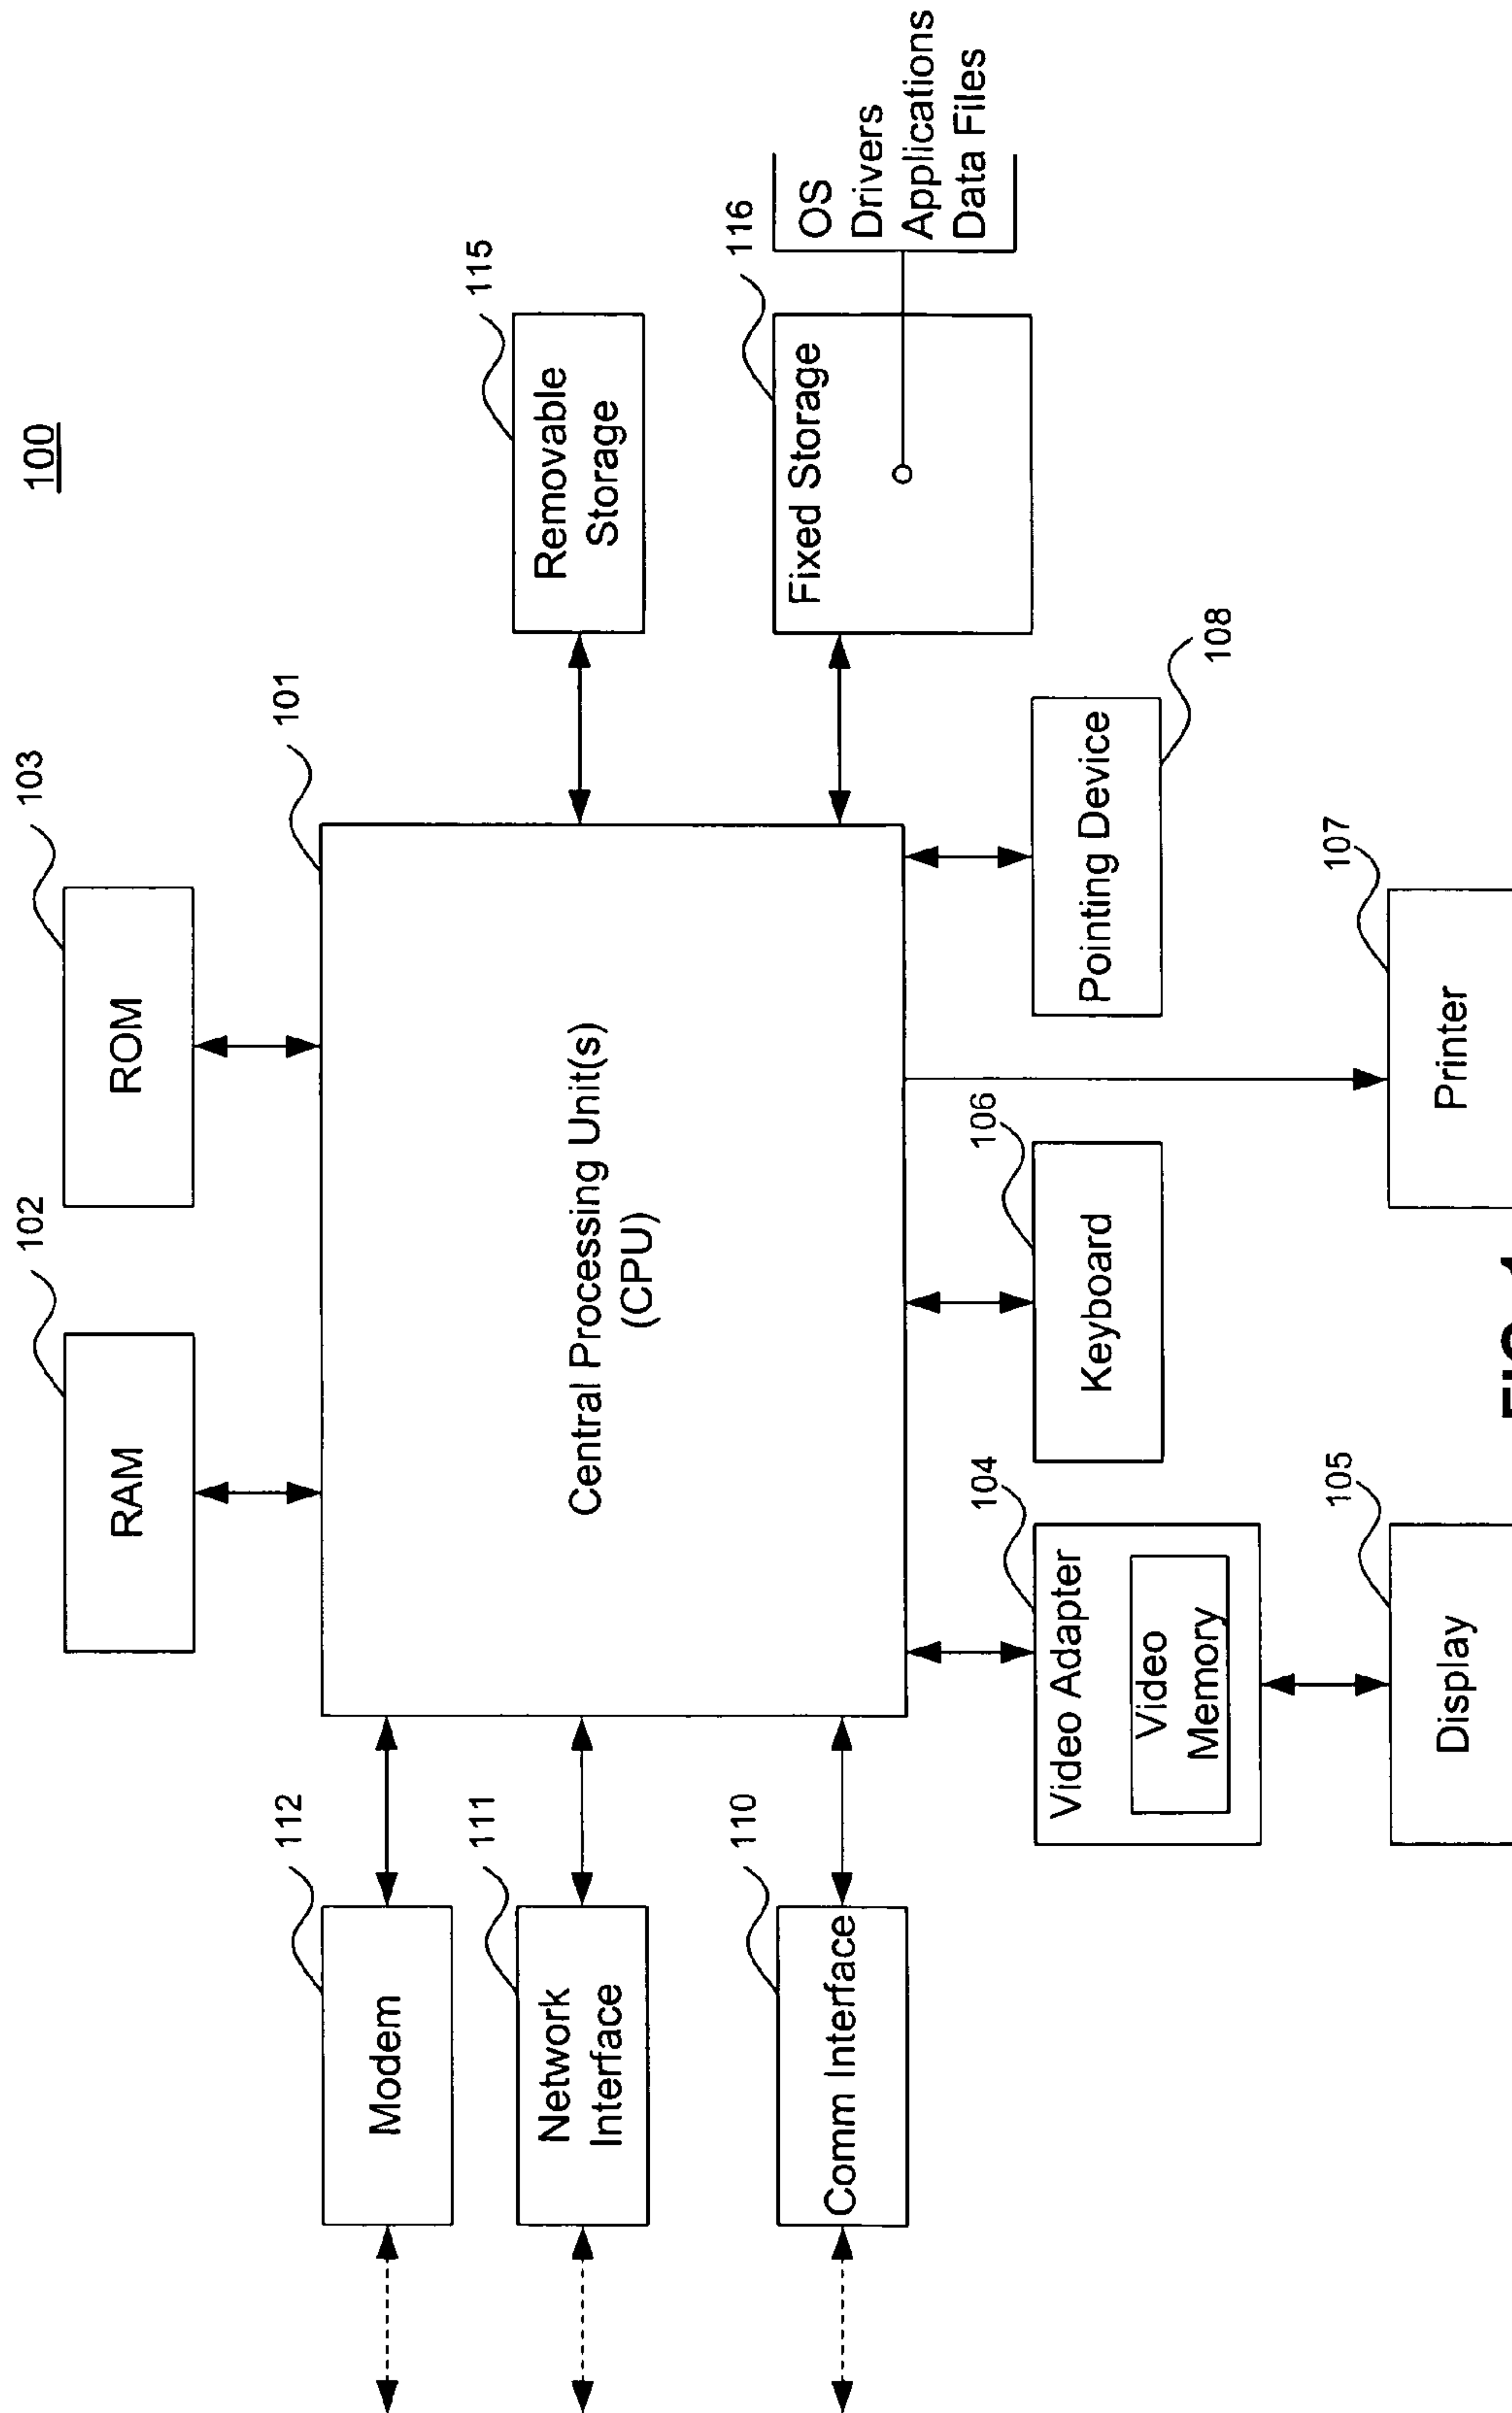 100
102
103
RAM
ROM
101
112
Modem
111
Network
Interface
110
Comm Interface
Central Processing Unit(s)
(CPU)
115
Removable
Storage
116
Fixed Storage
OS
Drivers
Applications
Data Files
104
Video Adapter
Video
Memory
106
Keyboard
Pointing Device
108
105
Display
107
Printer